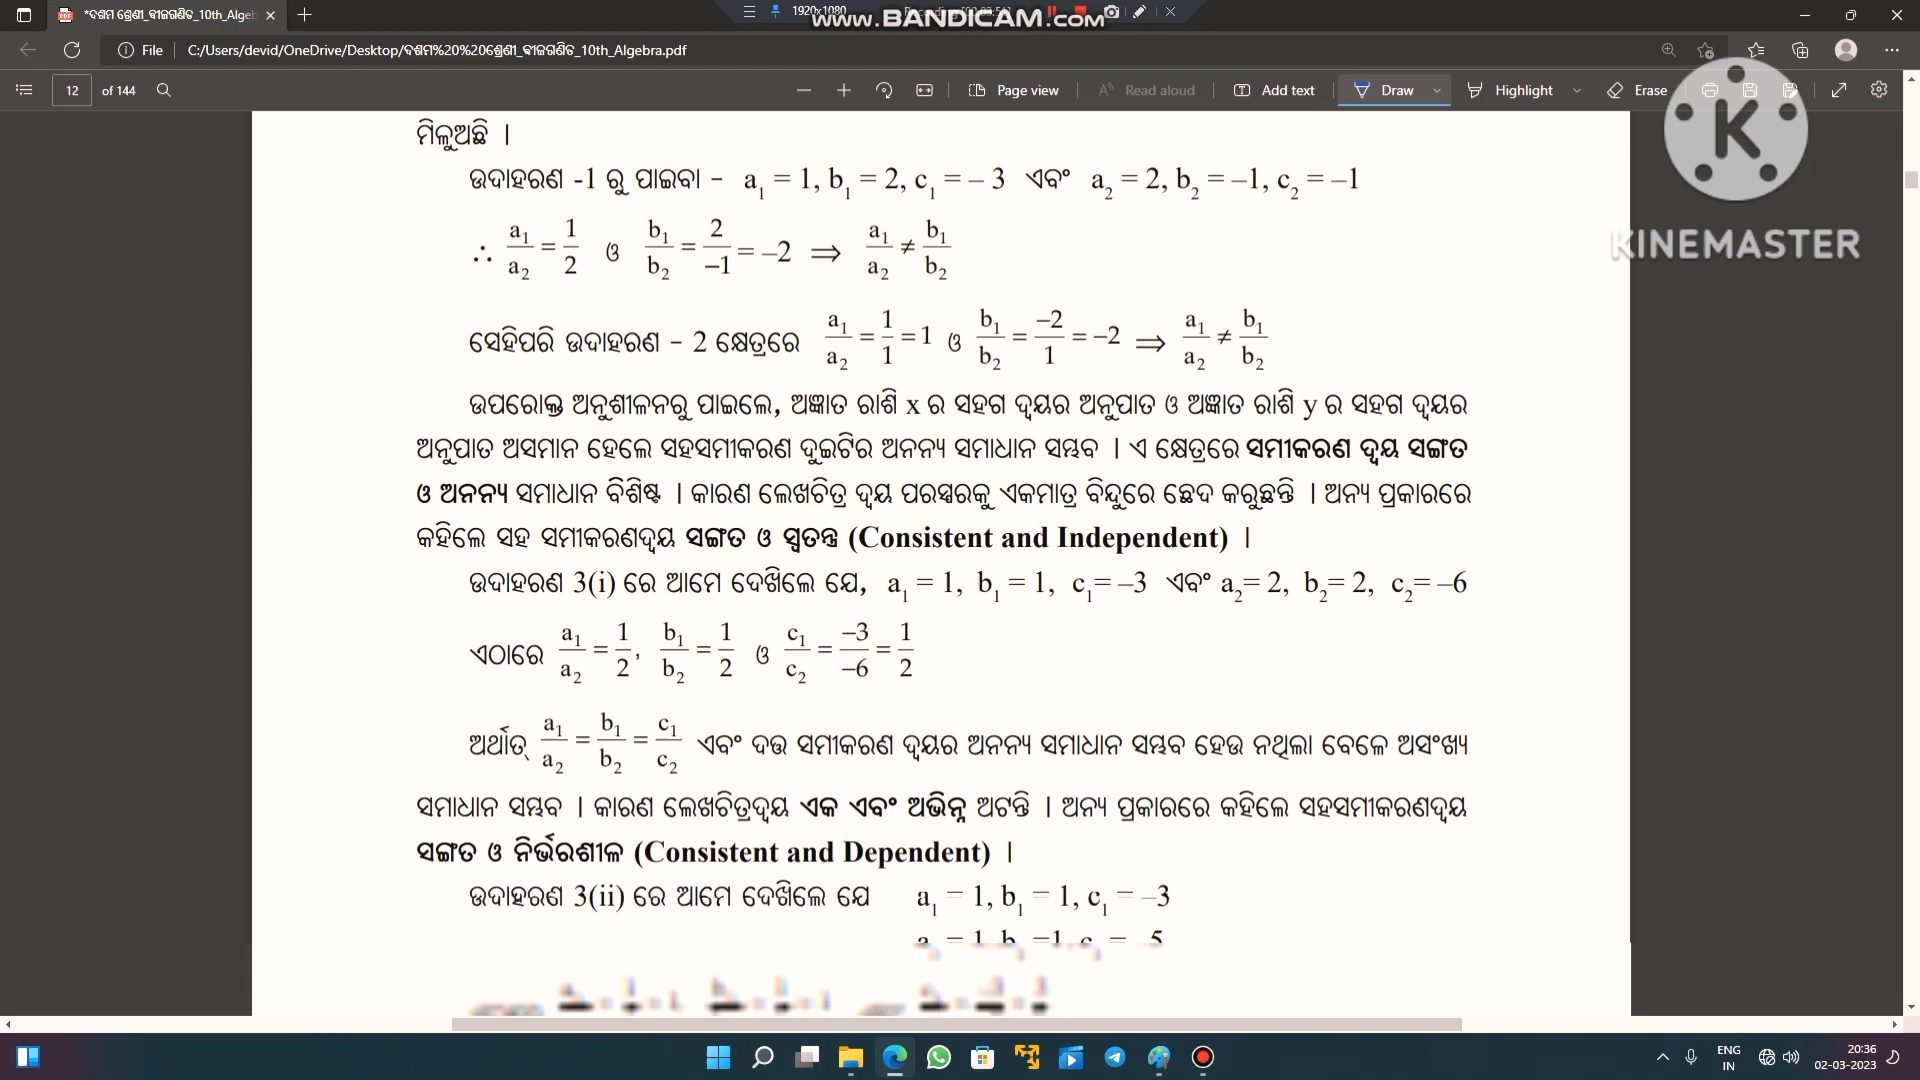 *ଦଶମ ଶ୍ରେଣୀ_ବୀଜଗଣିତ_10th_Algeb
1920x1080
www.BANDICAM.com
File
C:/Users/devid/OneDrive/Desktop/ଦଶମ%20%20ଶ୍ରେଣୀ_ବୀଜଗଣିତ_10th_Algebra.pdf
12 of 144
Page view
Read aloud
Add text
Draw
Highlight
Erase
K
KINEMASTER
ମିଳୁଅଛି ।
ଉଦାହରଣ -1 ରୁ ପାଇବା – a₁ = 1, b₁ = 2, c₁ = – 3 ଏବଂ a₂ = 2, b₂ = –1, c₂ = –1
∴ a₁/a₂ = 1/2 ଓ b₁/b₂ = 2/–1 = –2 ⇒ a₁/a₂ ≠ b₁/b₂
ସେହିପରି ଉଦାହରଣ – 2 କ୍ଷେତ୍ରରେ a₁/a₂ = 1/1 = 1 ଓ b₁/b₂ = –2/1 = –2 ⇒ a₁/a₂ ≠ b₁/b₂
ଉପରୋକ୍ତ ଅନୁଶୀଳନରୁ ପାଇଲେ, ଅଜ୍ଞାତ ରାଶି x ର ସହଗ ଦ୍ୱୟର ଅନୁପାତ ଓ ଅଜ୍ଞାତ ରାଶି y ର ସହଗ ଦ୍ୱୟର
ଅନୁପାତ ଅସମାନ ହେଲେ ସହସମୀକରଣ ଦୁଇଟିର ଅନନ୍ୟ ସମାଧାନ ସମ୍ଭବ । ଏ କ୍ଷେତ୍ରରେ ସମୀକରଣ ଦ୍ୱୟ ସଙ୍ଗତ
ଓ ଅନନ୍ୟ ସମାଧାନ ବିଶିଷ୍ଟ । କାରଣ ଲେଖଚିତ୍ର ଦ୍ୱୟ ପରସ୍ପରକୁ ଏକମାତ୍ର ବିନ୍ଦୁରେ ଛେଦ କରୁଛନ୍ତି । ଅନ୍ୟ ପ୍ରକାରରେ
କହିଲେ ସହ ସମୀକରଣଦ୍ୱୟ ସଙ୍ଗତ ଓ ସ୍ୱତନ୍ତ୍ର (Consistent and Independent) ।
ଉଦାହରଣ 3(i) ରେ ଆମେ ଦେଖିଲେ ଯେ, a₁ = 1, b₁ = 1, c₁ = –3 ଏବଂ a₂ = 2, b₂ = 2, c₂ = –6
ଏଠାରେ a₁/a₂ = 1/2, b₁/b₂ = 1/2 ଓ c₁/c₂ = –3/–6 = 1/2
ଅର୍ଥାତ୍ a₁/a₂ = b₁/b₂ = c₁/c₂ ଏବଂ ଦତ୍ତ ସମୀକରଣ ଦ୍ୱୟର ଅନନ୍ୟ ସମାଧାନ ସମ୍ଭବ ହେଉ ନଥିଲା ବେଳେ ଅସଂଖ୍ୟ
ସମାଧାନ ସମ୍ଭବ । କାରଣ ଲେଖଚିତ୍ରଦ୍ୱୟ ଏକ ଏବଂ ଅଭିନ୍ନ ଅଟନ୍ତି । ଅନ୍ୟ ପ୍ରକାରରେ କହିଲେ ସହସମୀକରଣଦ୍ୱୟ
ସଙ୍ଗତ ଓ ନିର୍ଭରଶୀଳ (Consistent and Dependent) ।
ଉଦାହରଣ 3(ii) ରେ ଆମେ ଦେଖିଲେ ଯେ a₁ = 1, b₁ = 1, c₁ = –3
ENG
IN
20:36
02-03-2023